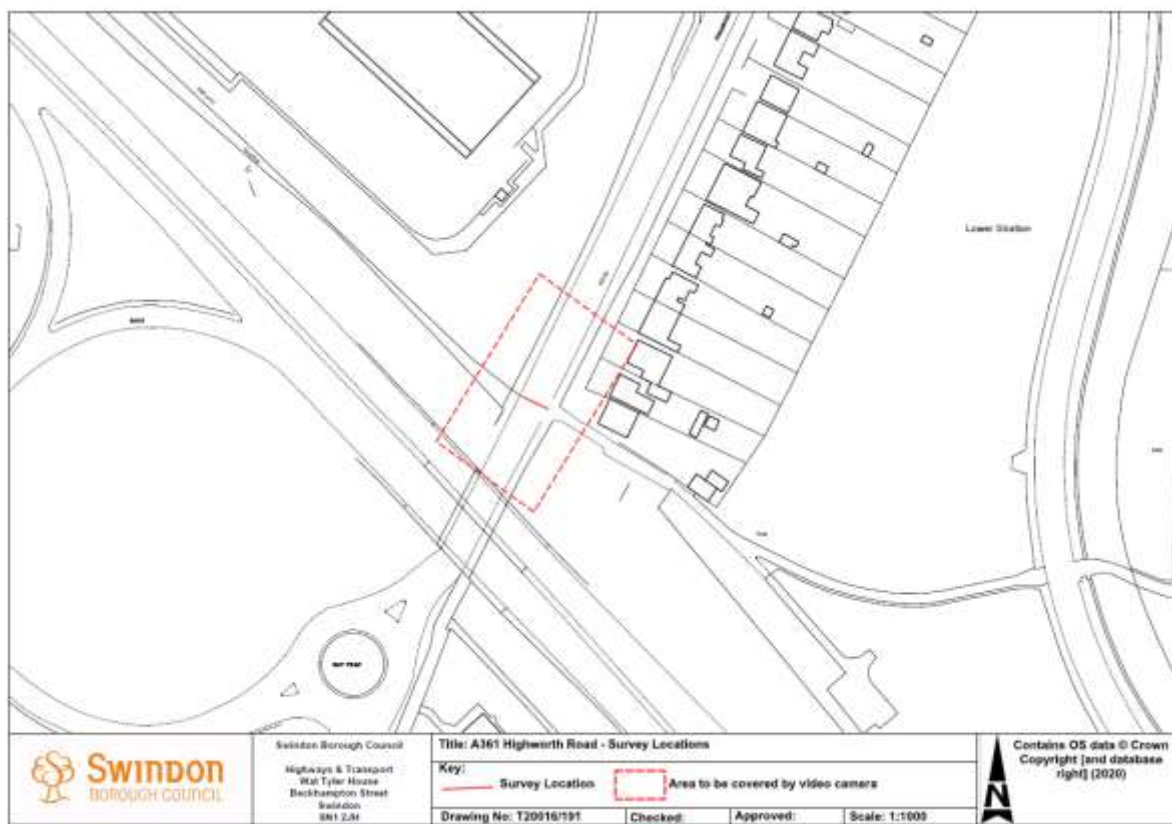 Lower Stratton
SWINDON
BOROUGH COUNCIL
Swindon Borough Council
Highways & Transport
Wat Tyler House
Beckhampton Street
Swindon
SN1 2JH
Title: A361 Highworth Road - Survey Locations
Key:
Survey Location
Area to be covered by video camera
Drawing No: T20016/191
Checked:
Approved:
Scale: 1:1000
N
Contains OS data © Crown
Copyright [and database
right] (2020)